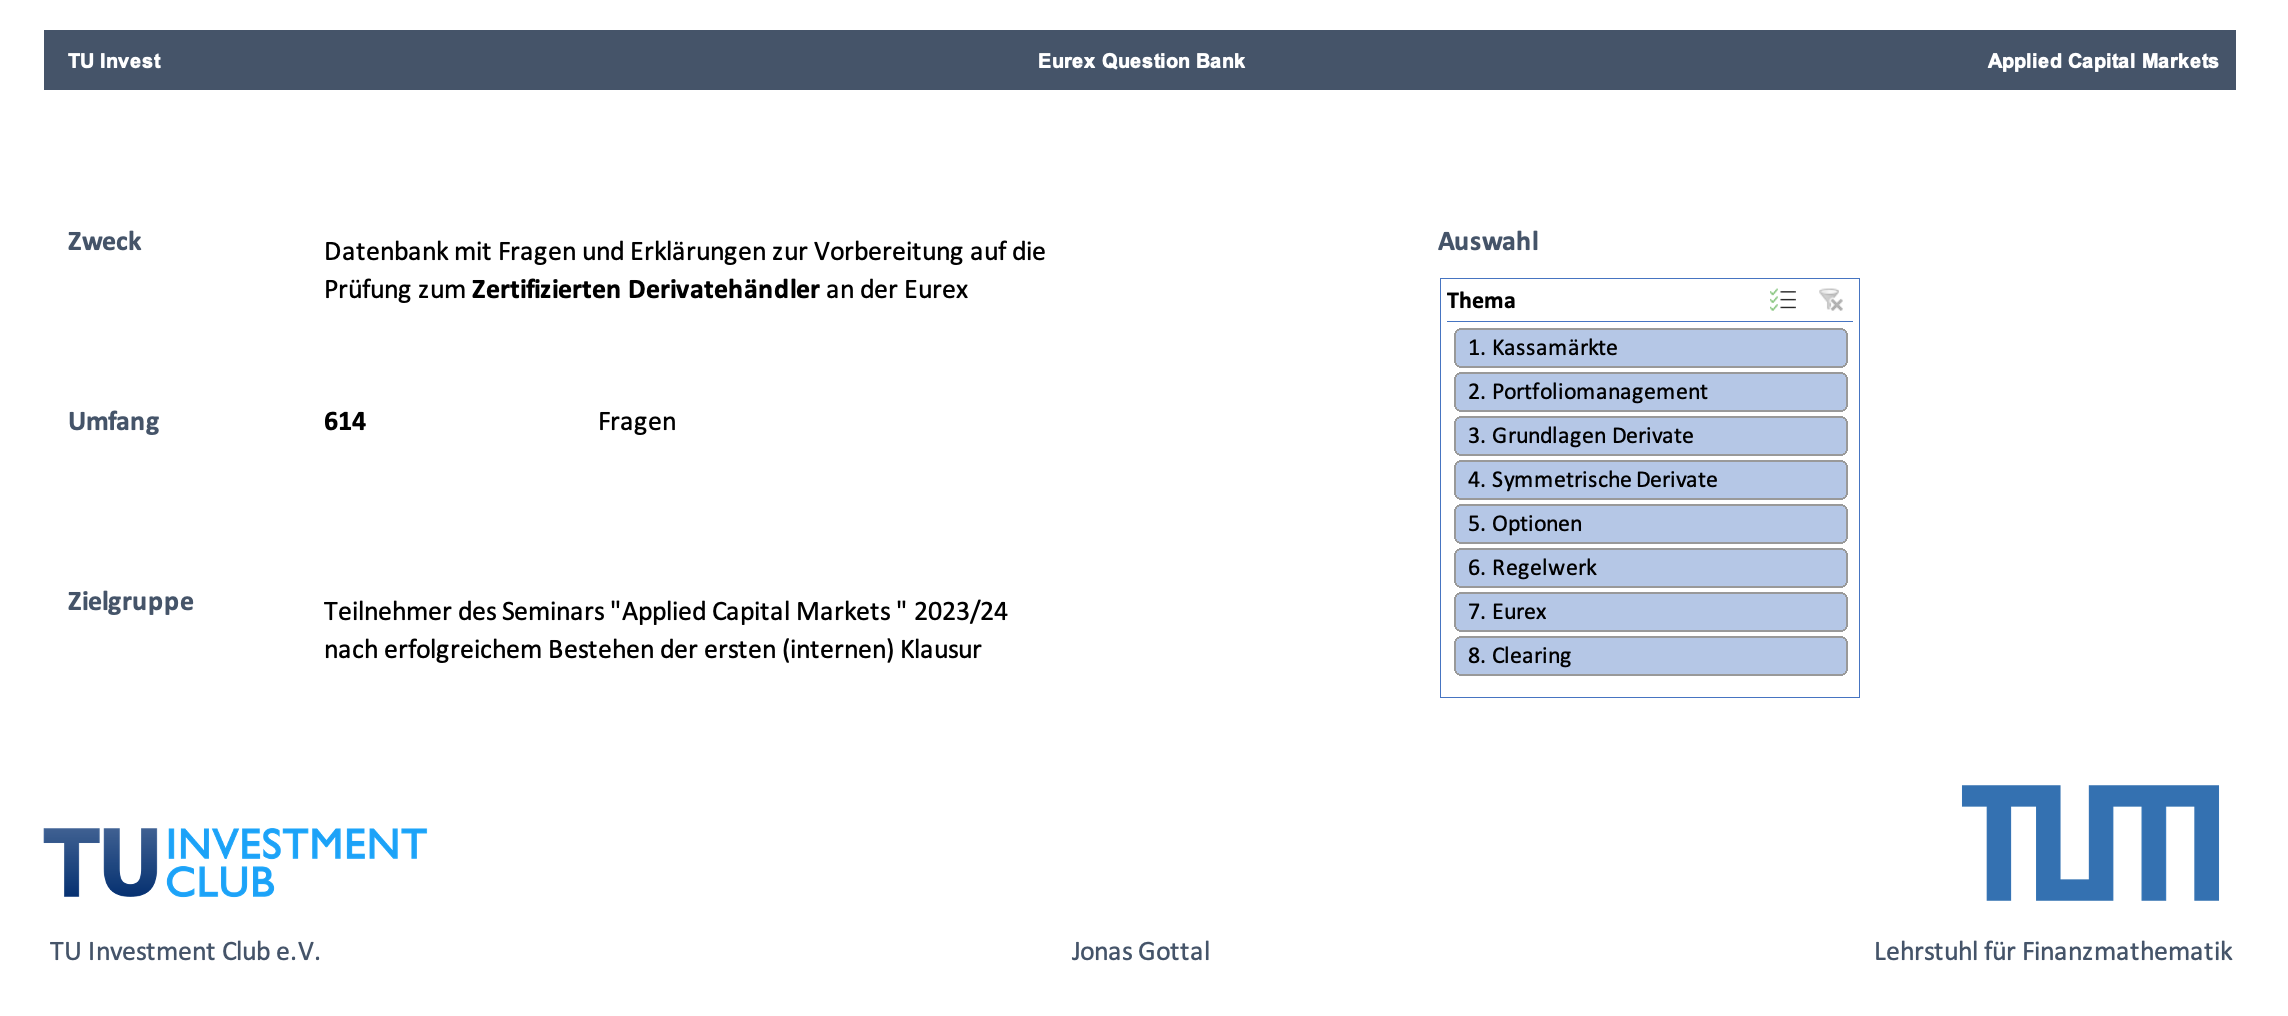 TU Invest
Eurex Question Bank
Applied Capital Markets
Zweck
Datenbank mit Fragen und Erklärungen zur Vorbereitung auf die
Prüfung zum Zertifizierten Derivatehändler an der Eurex
Umfang
614
Fragen
Zielgruppe
Teilnehmer des Seminars "Applied Capital Markets " 2023/24
nach erfolgreichem Bestehen der ersten (internen) Klausur
Auswahl
Thema
1. Kassamärkte
2. Portfoliomanagement
3. Grundlagen Derivate
4. Symmetrische Derivate
5. Optionen
6. Regelwerk
7. Eurex
8. Clearing
TU INVESTMENT
CLUB
TUM
TU Investment Club e.V.
Jonas Gottal
Lehrstuhl für Finanzmathematik